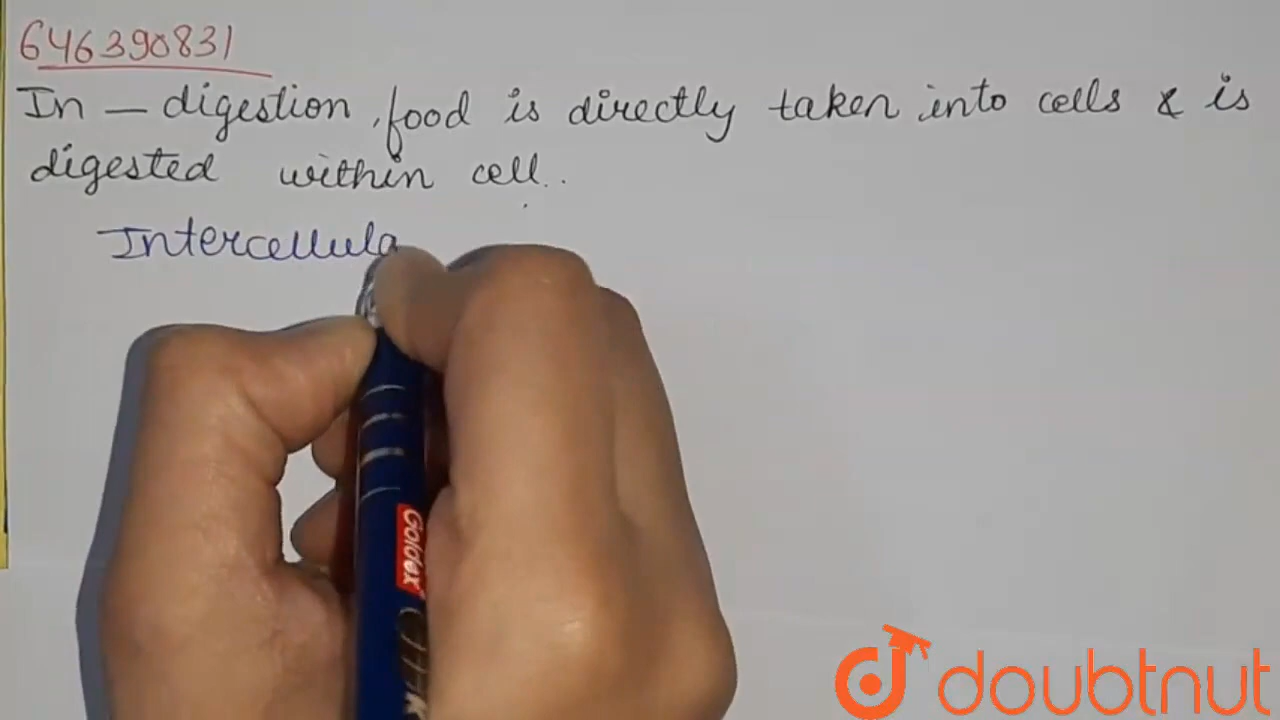 646390831
In — digestion, food is directly taken into cells & is
digested within cell..
Intercellula
Goldex
doubtnut